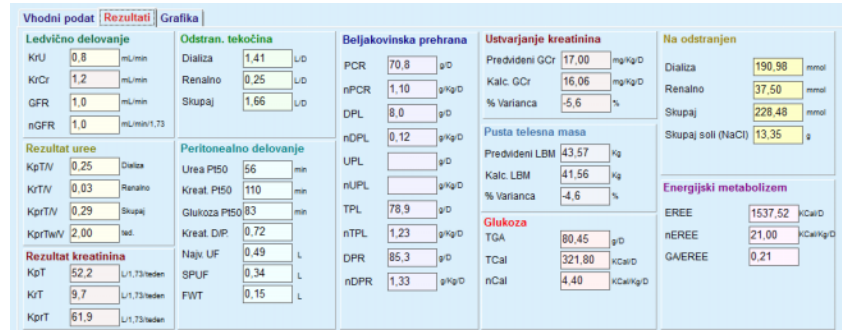 Vhodni podat Rezultati Grafika
Ledvično delovanje
KrU 0,8 mL/min
KrCr 1,2 mL/min
GFR 1,0 mL/min
nGFR 1,0 mL/min/1,73
Rezultat uree
KpT/V 0,25 Dializa
KrT/V 0,03 Renalno
KprT/V 0,29 Skupaj
KprTw/V 2,00 ted.
Rezultat kreatinina
KpT 52,2 L/1,73/teden
KrT 9,7 L/1,73/teden
KprT 61,9 L/1,73/teden
Odstran. tekočina
Dializa 1,41 L/D
Renalno 0,25 L/D
Skupaj 1,66 L/D
Peritonealno delovanje
Urea Pt50 56 min
Kreat. Pt50 110 min
Glukoza Pt50 83 min
Kreat. D/P. 0,72
Najv. UF 0,49 L
SPUF 0,34 L
FWT 0,15 L
Beljakovinska prehrana
PCR 70,8 g/D
nPCR 1,10 g/Kg/D
DPL 8,0 g/D
nDPL 0,12 g/Kg/D
UPL g/D
nUPL g/Kg/D
TPL 78,9 g/D
nTPL 1,23 g/Kg/D
DPR 85,3 g/D
nDPR 1,33 g/Kg/D
Ustvarjanje kreatinina
Predvideni GCr 17,00 mg/Kg/D
Kalc. GCr 16,06 mg/Kg/D
% Varianca -5,6 %
Pusta telesna masa
Predvideni LBM 43,57 Kg
Kalc. LBM 41,56 Kg
% Varianca -4,6 %
Glukoza
TGA 80,45 g/D
TCal 321,80 KCal/D
nCal 4,40 KCal/Kg/D
Na odstranjen
Dializa 190,98 mmol
Renalno 37,50 mmol
Skupaj 228,48 mmol
Skupaj soli (NaCl) 13,35 g
Energijski metabolizem
EREE 1537,52 KCal/D
nEREE 21,00 KCal/Kg/D
GA/EREE 0,21